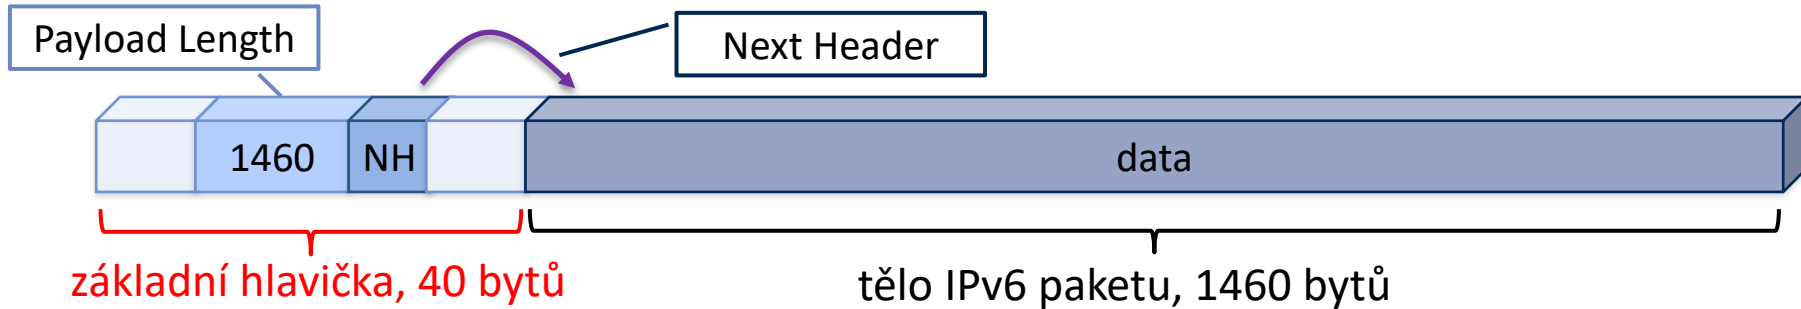 Payload Length
Next Header
1460
NH
data
základní hlavička, 40 bytů
tělo IPv6 paketu, 1460 bytů